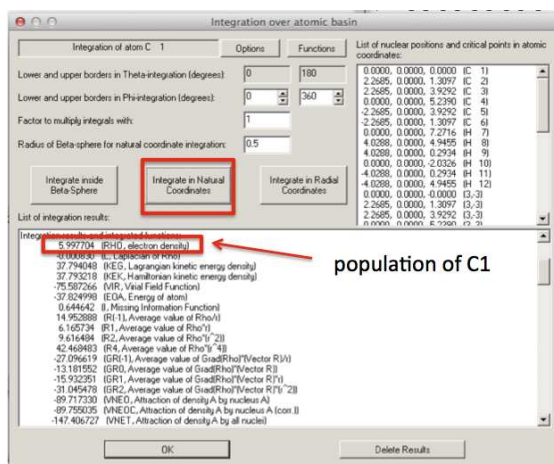 Integration over atomic basin
Integration of atom C 1
Options
Functions
List of nuclear positions and critical points in atomic coordinates:
Lower and upper borders in Theta-integration (degrees):
0
180
Lower and upper borders in Phi-integration (degrees):
0
360
Factor to multiply integrals with:
1
Radius of Beta-sphere for natural coordinate integration:
0.5
0.0000, 0.0000, 0.0000 (C 1)
2.2685, 0.0000, 1.3097 (C 2)
2.2685, 0.0000, 3.9292 (C 3)
0.0000, 0.0000, 5.2390 (C 4)
-2.2685, 0.0000, 3.9292 (C 5)
-2.2685, 0.0000, 1.3097 (C 6)
0.0000, 0.0000, 7.2716 (H 7)
4.0288, 0.0000, 4.9455 (H 8)
4.0288, 0.0000, 0.2934 (H 9)
0.0000, 0.0000, -2.0326 (H 10)
-4.0288, 0.0000, 0.2934 (H 11)
-4.0288, 0.0000, 4.9455 (H 12)
0.0000, 0.0000, -0.0000 (3,-3)
2.2685, 0.0000, 1.3097 (3,-3)
2.2685, 0.0000, 3.9292 (3,-3)
0.0000, 0.0000, 5.2390 (3,-3)
Integrate inside Beta-Sphere
Integrate in Natural Coordinates
Integrate in Radial Coordinates
List of integration results:
Integration results and integrated functions:
5.997704 (RHO, electron density)
-0.000830 (L, Laplacian of Rho)
37.794048 (KEG, Lagrangian kinetic energy density)
37.793218 (KEK, Hamiltonian kinetic energy density)
-75.587266 (VIR, Virial Field Function)
-37.824998 (EOA, Energy of atom)
0.644642 (I, Missing Information Function)
14.952888 (R(-1), Average value of Rho/r)
6.165734 (R1, Average value of Rho*r)
9.616484 (R2, Average value of Rho*(r^2))
42.468483 (R4, Average value of Rho*(r^4))
-27.096619 (GR(-1), Average value of Grad(Rho)*(Vector R)/r)
-13.181552 (GR0, Average value of Grad(Rho)*(Vector R))
-15.932351 (GR1, Average value of Grad(Rho)*(Vector R)*r)
-31.045478 (GR2, Average value of Grad(Rho)*(Vector R)*(r^2))
-89.717330 (VNEO, Attraction of density A by nucleus A)
-89.755035 (VNEOC, Attraction of density A by nucleus A (corr.))
-147.406727 (VNET, Attraction of density A by all nuclei)
population of C1
OK
Delete Results